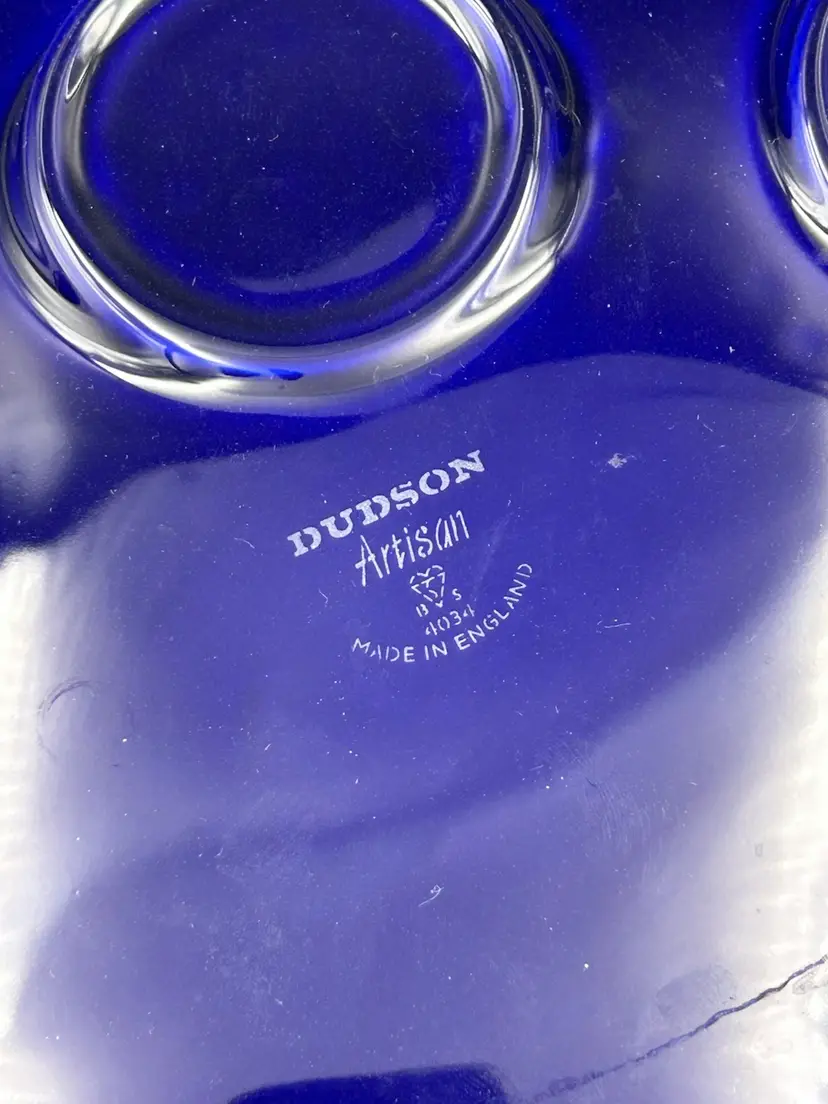 DUDSON
Artisan
B S
4034
MADE IN ENGLAND